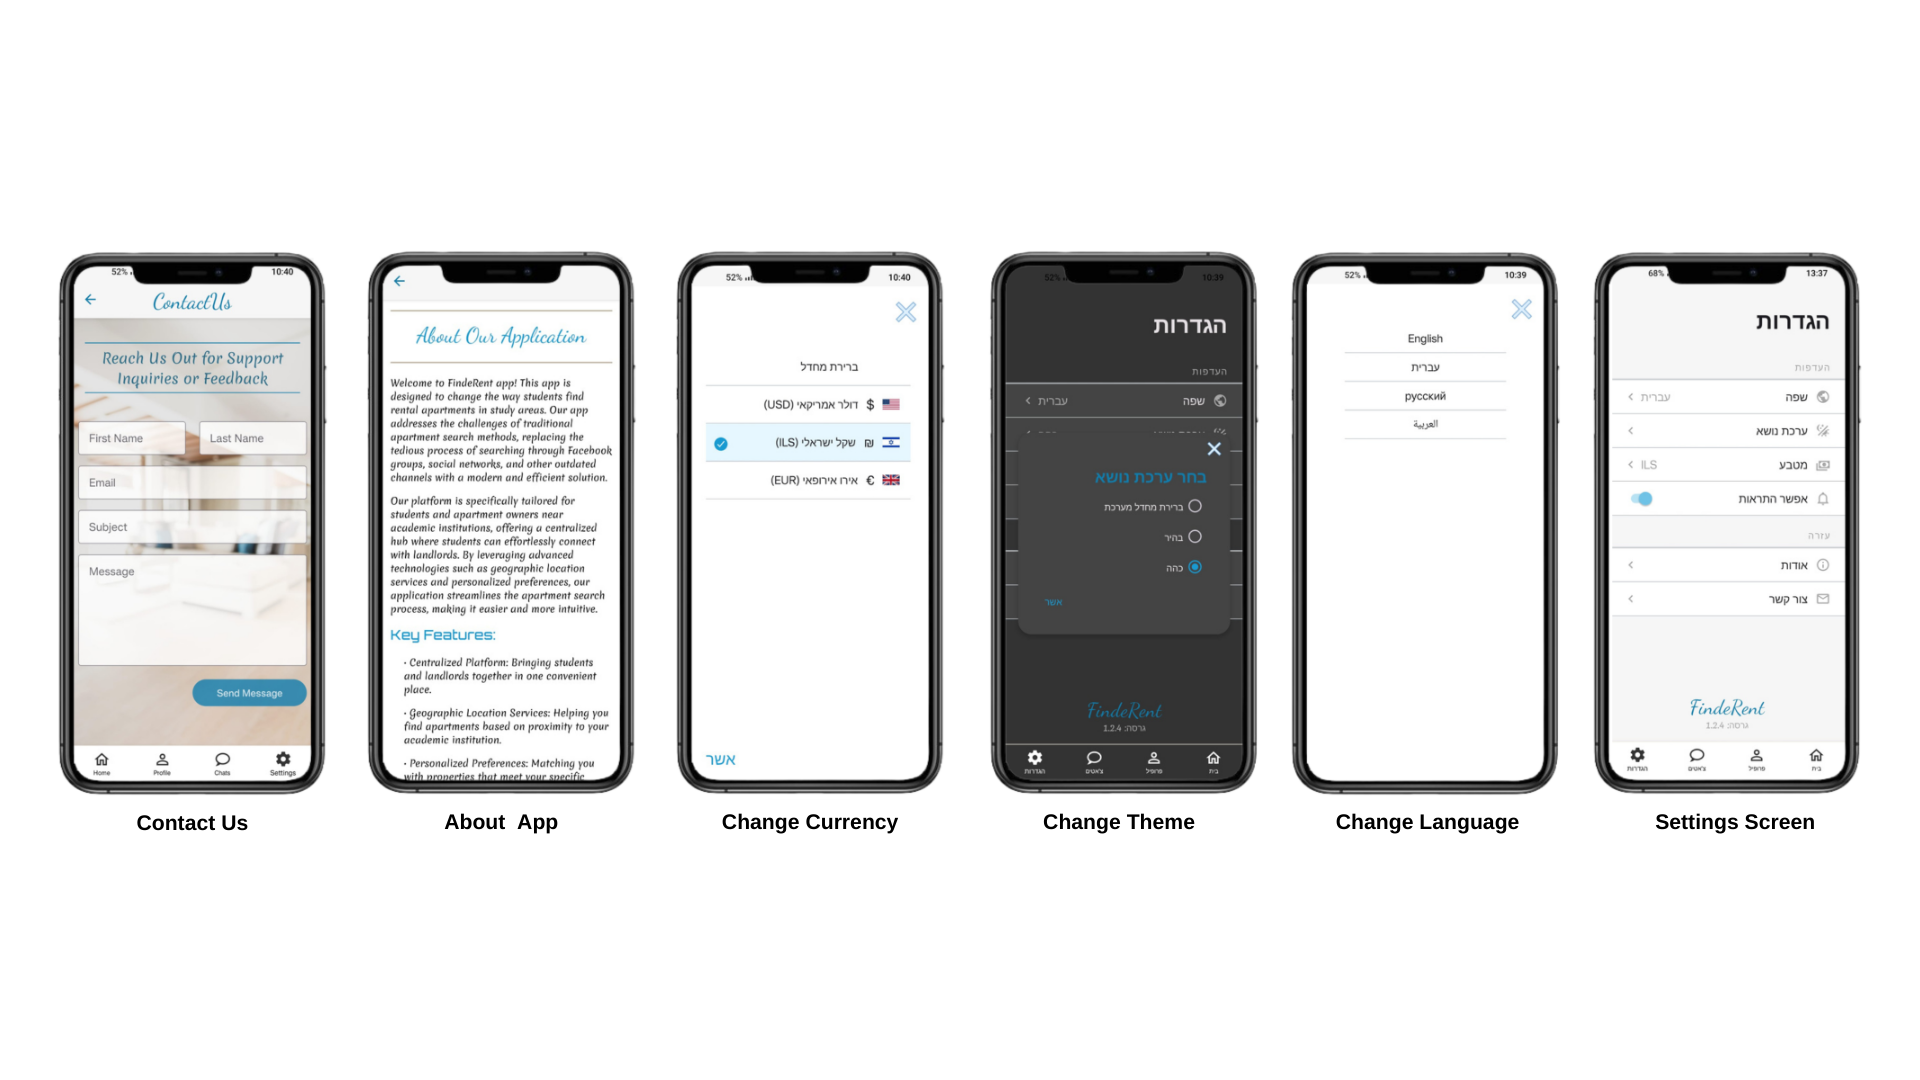 52%
10:40
ContactUs
Reach Us Out for Support
Inquiries or Feedback
First Name
Last Name
Email
Subject
Message
Send Message
Home
Profile
Chats
Settings
Contact Us
About Our Application
Welcome to FindeRent app! This app is
designed to change the way students find
rental apartments in study areas. Our app
addresses the challenges of traditional
apartment search methods, replacing the
tedious process of searching through Facebook
groups, social networks, and other outdated
channels with a modern and efficient solution.
Our platform is specifically tailored for
students and apartment owners near
academic institutions, offering a centralized
hub where students can effortlessly connect
with landlords. By leveraging advanced
technologies such as geographic location
services and personalized preferences, our
application streamlines the apartment search
process, making it easier and more intuitive.
Key Features:
· Centralized Platform: Bringing students
and landlords together in one convenient
place.
· Geographic Location Services: Helping you
find apartments based on proximity to your
academic institution.
· Personalized Preferences: Matching you
with properties that meet your specific
About App
52%
10:40
ברירת מחדל
$ דולר אמריקאי (USD)
₪ שקל ישראלי (ILS)
€ אירו אירופאי (EUR)
אשר
Change Currency
52%
10:39
הגדרות
העדפות
שפה
עברית
בחר ערכת נושא
ברירת מחדל מערכת
בהיר
כהה
אשר
FindeRent
גרסה: 1.2.4
בית
פרופיל
צ'אטים
הגדרות
Change Theme
52%
10:39
English
עברית
русский
العربية
Change Language
68%
13:37
הגדרות
העדפות
שפה
עברית
ערכת נושא
מטבע
ILS
אפשר התראות
עזרה
אודות
צור קשר
FindeRent
גרסה: 1.2.4
בית
פרופיל
צ'אטים
הגדרות
Settings Screen